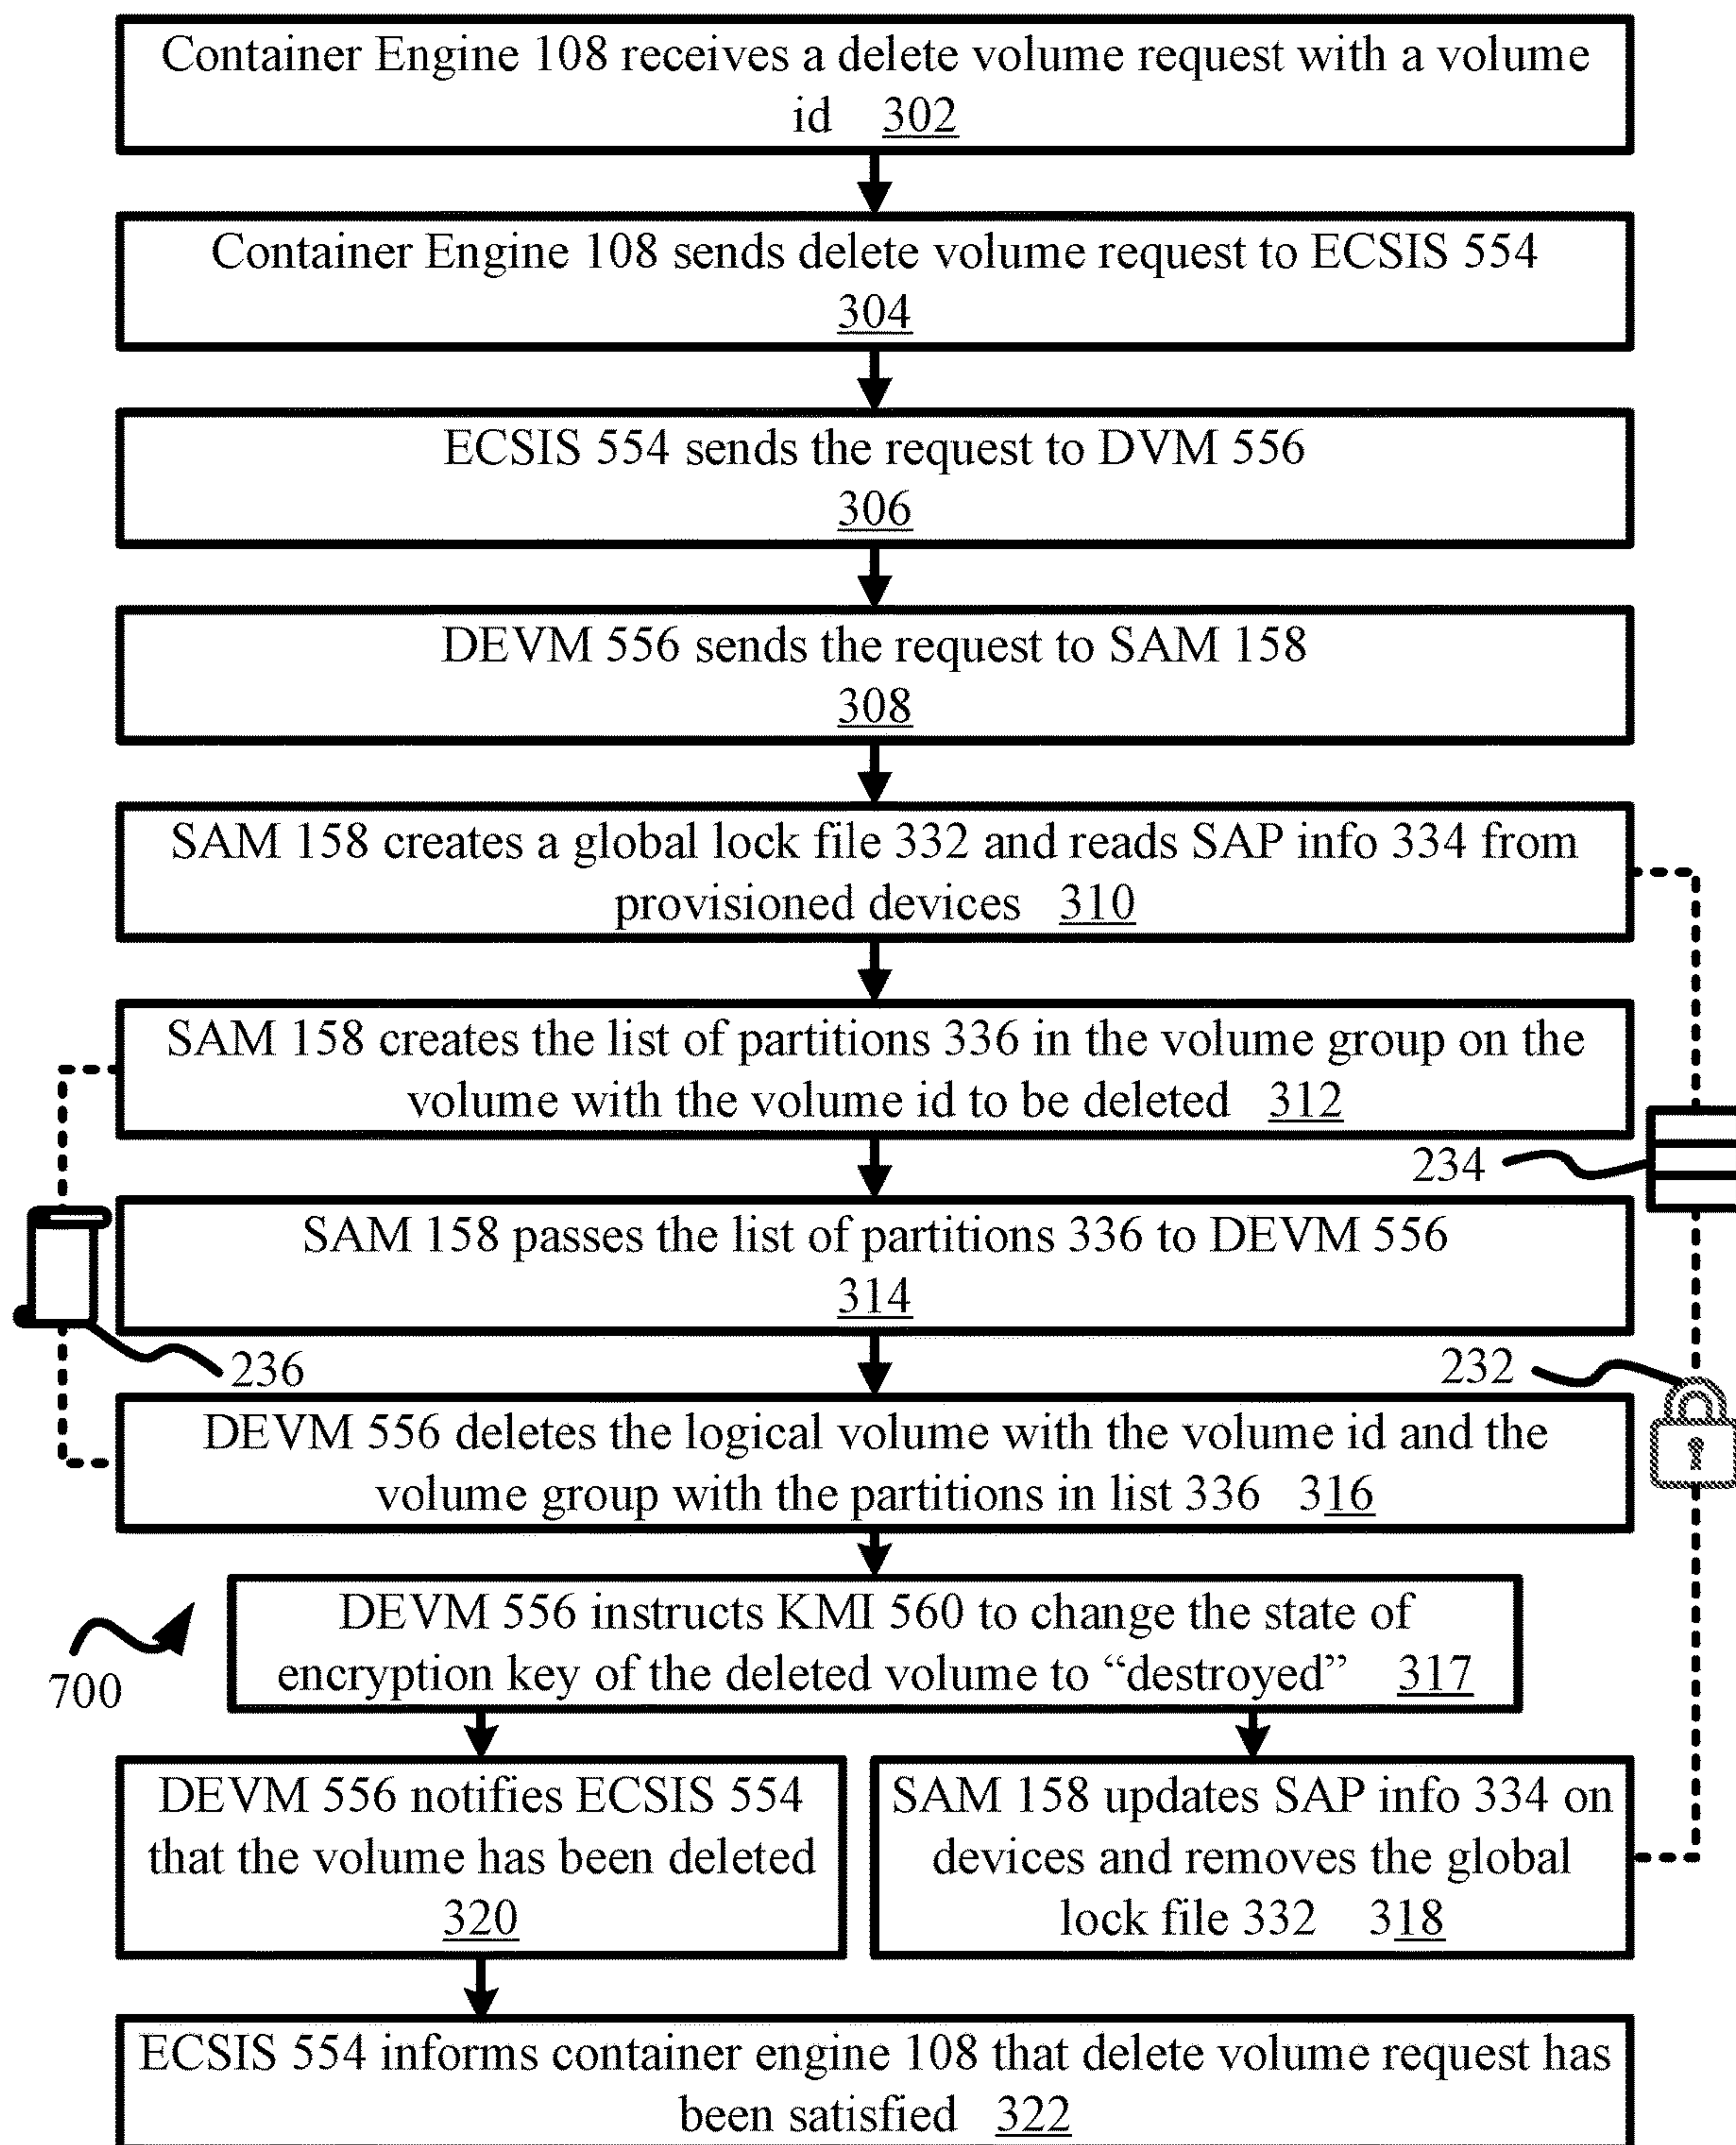 Container Engine 108 receives a delete volume request with a volume
id 302
Container Engine 108 sends delete volume request to ECSIS 554
304
ECSIS 554 sends the request to DVM 556
306
DEVM 556 sends the request to SAM 158
308
SAM 158 creates a global lock file 332 and reads SAP info 334 from
provisioned devices 310
SAM 158 creates the list of partitions 336 in the volume group on the
volume with the volume id to be deleted 312
234
SAM 158 passes the list of partitions 336 to DEVM 556
314
236
232
DEVM 556 deletes the logical volume with the volume id and the
volume group with the partitions in list 336 316
DEVM 556 instructs KMI 560 to change the state of
encryption key of the deleted volume to “destroyed” 317
700
DEVM 556 notifies ECSIS 554
that the volume has been deleted
320
SAM 158 updates SAP info 334 on
devices and removes the global
lock file 332 318
ECSIS 554 informs container engine 108 that delete volume request has
been satisfied 322